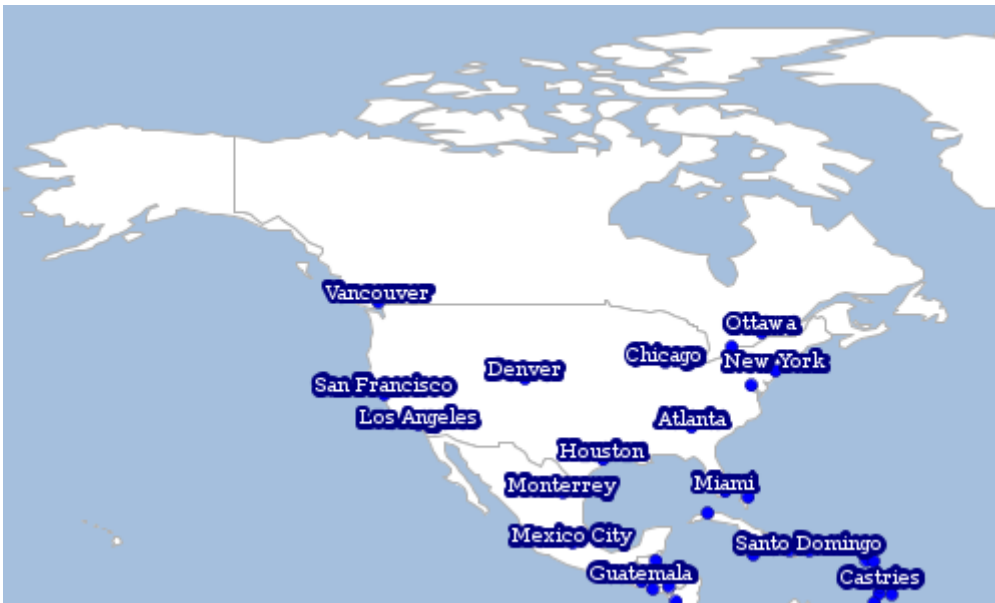 Vancouver
Ottawa
Chicago
New York
Denver
San Francisco
Los Angeles
Atlanta
Houston
Miami
Monterrey
Mexico City
Santo Domingo
Guatemala
Castries